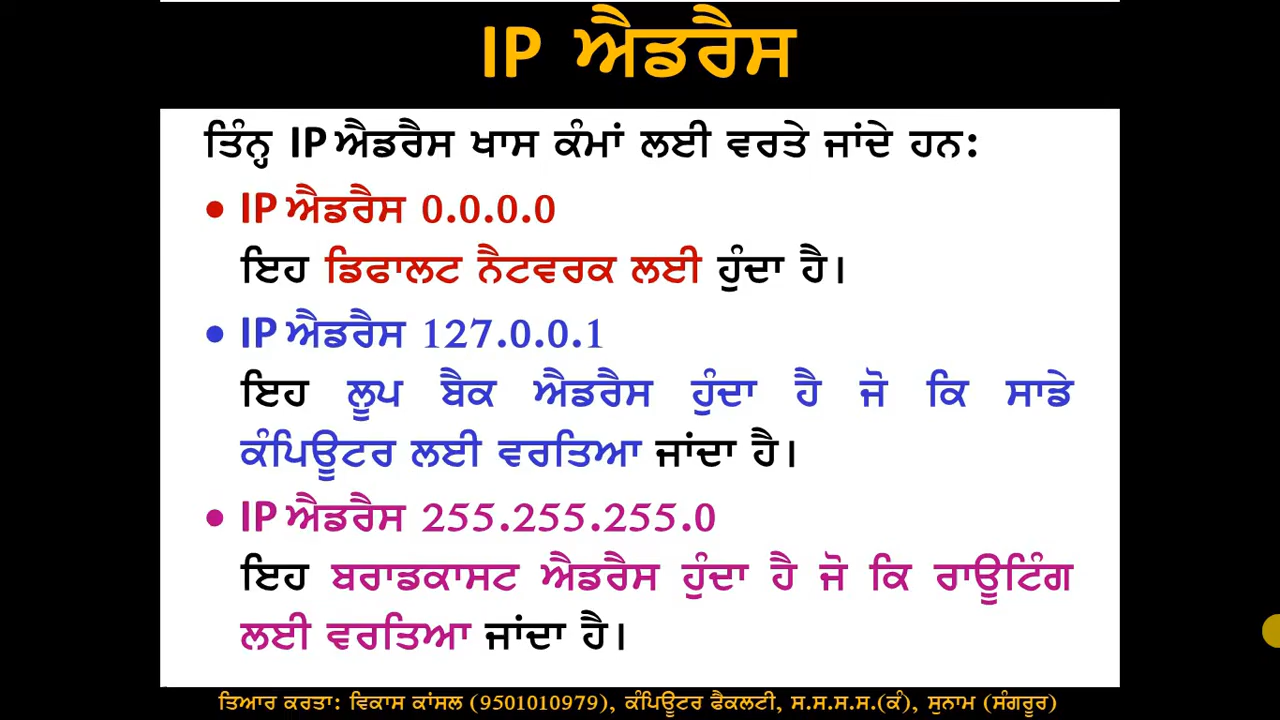 IP ਐਡਰੈਸ
ਤਿੰਨ੍ਹ IP ਐਡਰੈਸ ਖਾਸ ਕੰਮਾਂ ਲਈ ਵਰਤੇ ਜਾਂਦੇ ਹਨ:
• IP ਐਡਰੈਸ 0.0.0.0
ਇਹ ਡਿਫਾਲਟ ਨੈਟਵਰਕ ਲਈ ਹੁੰਦਾ ਹੈ।
• IP ਐਡਰੈਸ 127.0.0.1
ਇਹ ਲੂਪ ਬੈਕ ਐਡਰੈਸ ਹੁੰਦਾ ਹੈ ਜੋ ਕਿ ਸਾਡੇ
ਕੰਪਿਊਟਰ ਲਈ ਵਰਤਿਆ ਜਾਂਦਾ ਹੈ।
• IP ਐਡਰੈਸ 255.255.255.0
ਇਹ ਬਰਾਡਕਾਸਟ ਐਡਰੈਸ ਹੁੰਦਾ ਹੈ ਜੋ ਕਿ ਰਾਊਟਿੰਗ
ਲਈ ਵਰਤਿਆ ਜਾਂਦਾ ਹੈ।
ਤਿਆਰ ਕਰਤਾ: ਵਿਕਾਸ ਕਾਂਸਲ (9501010979), ਕੰਪਿਊਟਰ ਫੈਕਲਟੀ, ਸ.ਸ.ਸ.ਸ.(ਕੰ), ਸੁਨਾਮ (ਸੰਗਰੂਰ)